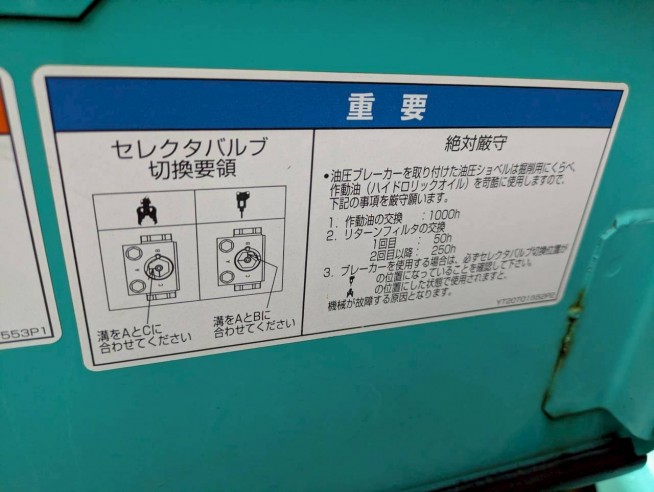 重要
セレクタバルブ
切換要領
溝をAとCに
合わせてください
溝をAとBに
合わせてください
絶対厳守
•油圧ブレーカーを取り付けた油圧ショベルは掘削用にくらべ、
作動油(ハイドロリックオイル)を苛酷に使用しますので、
下記の事項を厳守願います。
1. 作動油の交換 : 1000h
2. リターンフィルタの交換
1回目 : 50h
2回目以降: 250h
3. ブレーカーを使用する場合は、必ずセレクタバルブ切換位置が
の位置になっていることを確認して下さい。
の位置にした状態で使用されますと、
機械が故障する原因となります。
553P1